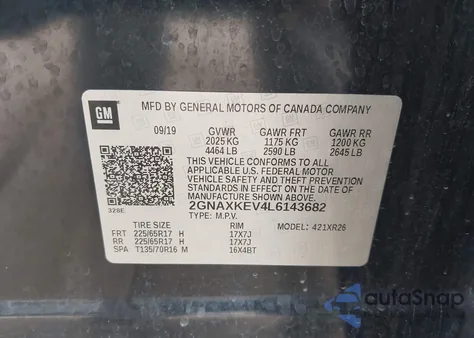 GM
MFD BY GENERAL MOTORS OF CANADA COMPANY
09/19 GVWR GAWR FRT GAWR RR
2025 KG 1175 KG 1200 KG
4464 LB 2590 LB 2645 LB
THIS VEHICLE CONFORMS TO ALL
APPLICABLE U.S. FEDERAL MOTOR
VEHICLE SAFETY AND THEFT
PREVENTION STANDARDS IN
EFFECT ON THE DATE OF
MANUFACTURE SHOWN ABOVE.
328E 2GNAXKEV4L6143682
TYPE: M.P.V.
TIRE SIZE RIM MODEL: 421XR26
FRT 225/65R17 H 17X7J
RR 225/65R17 H 17X7J
SPA T135/70R16 M 16X4BT
autoSnap